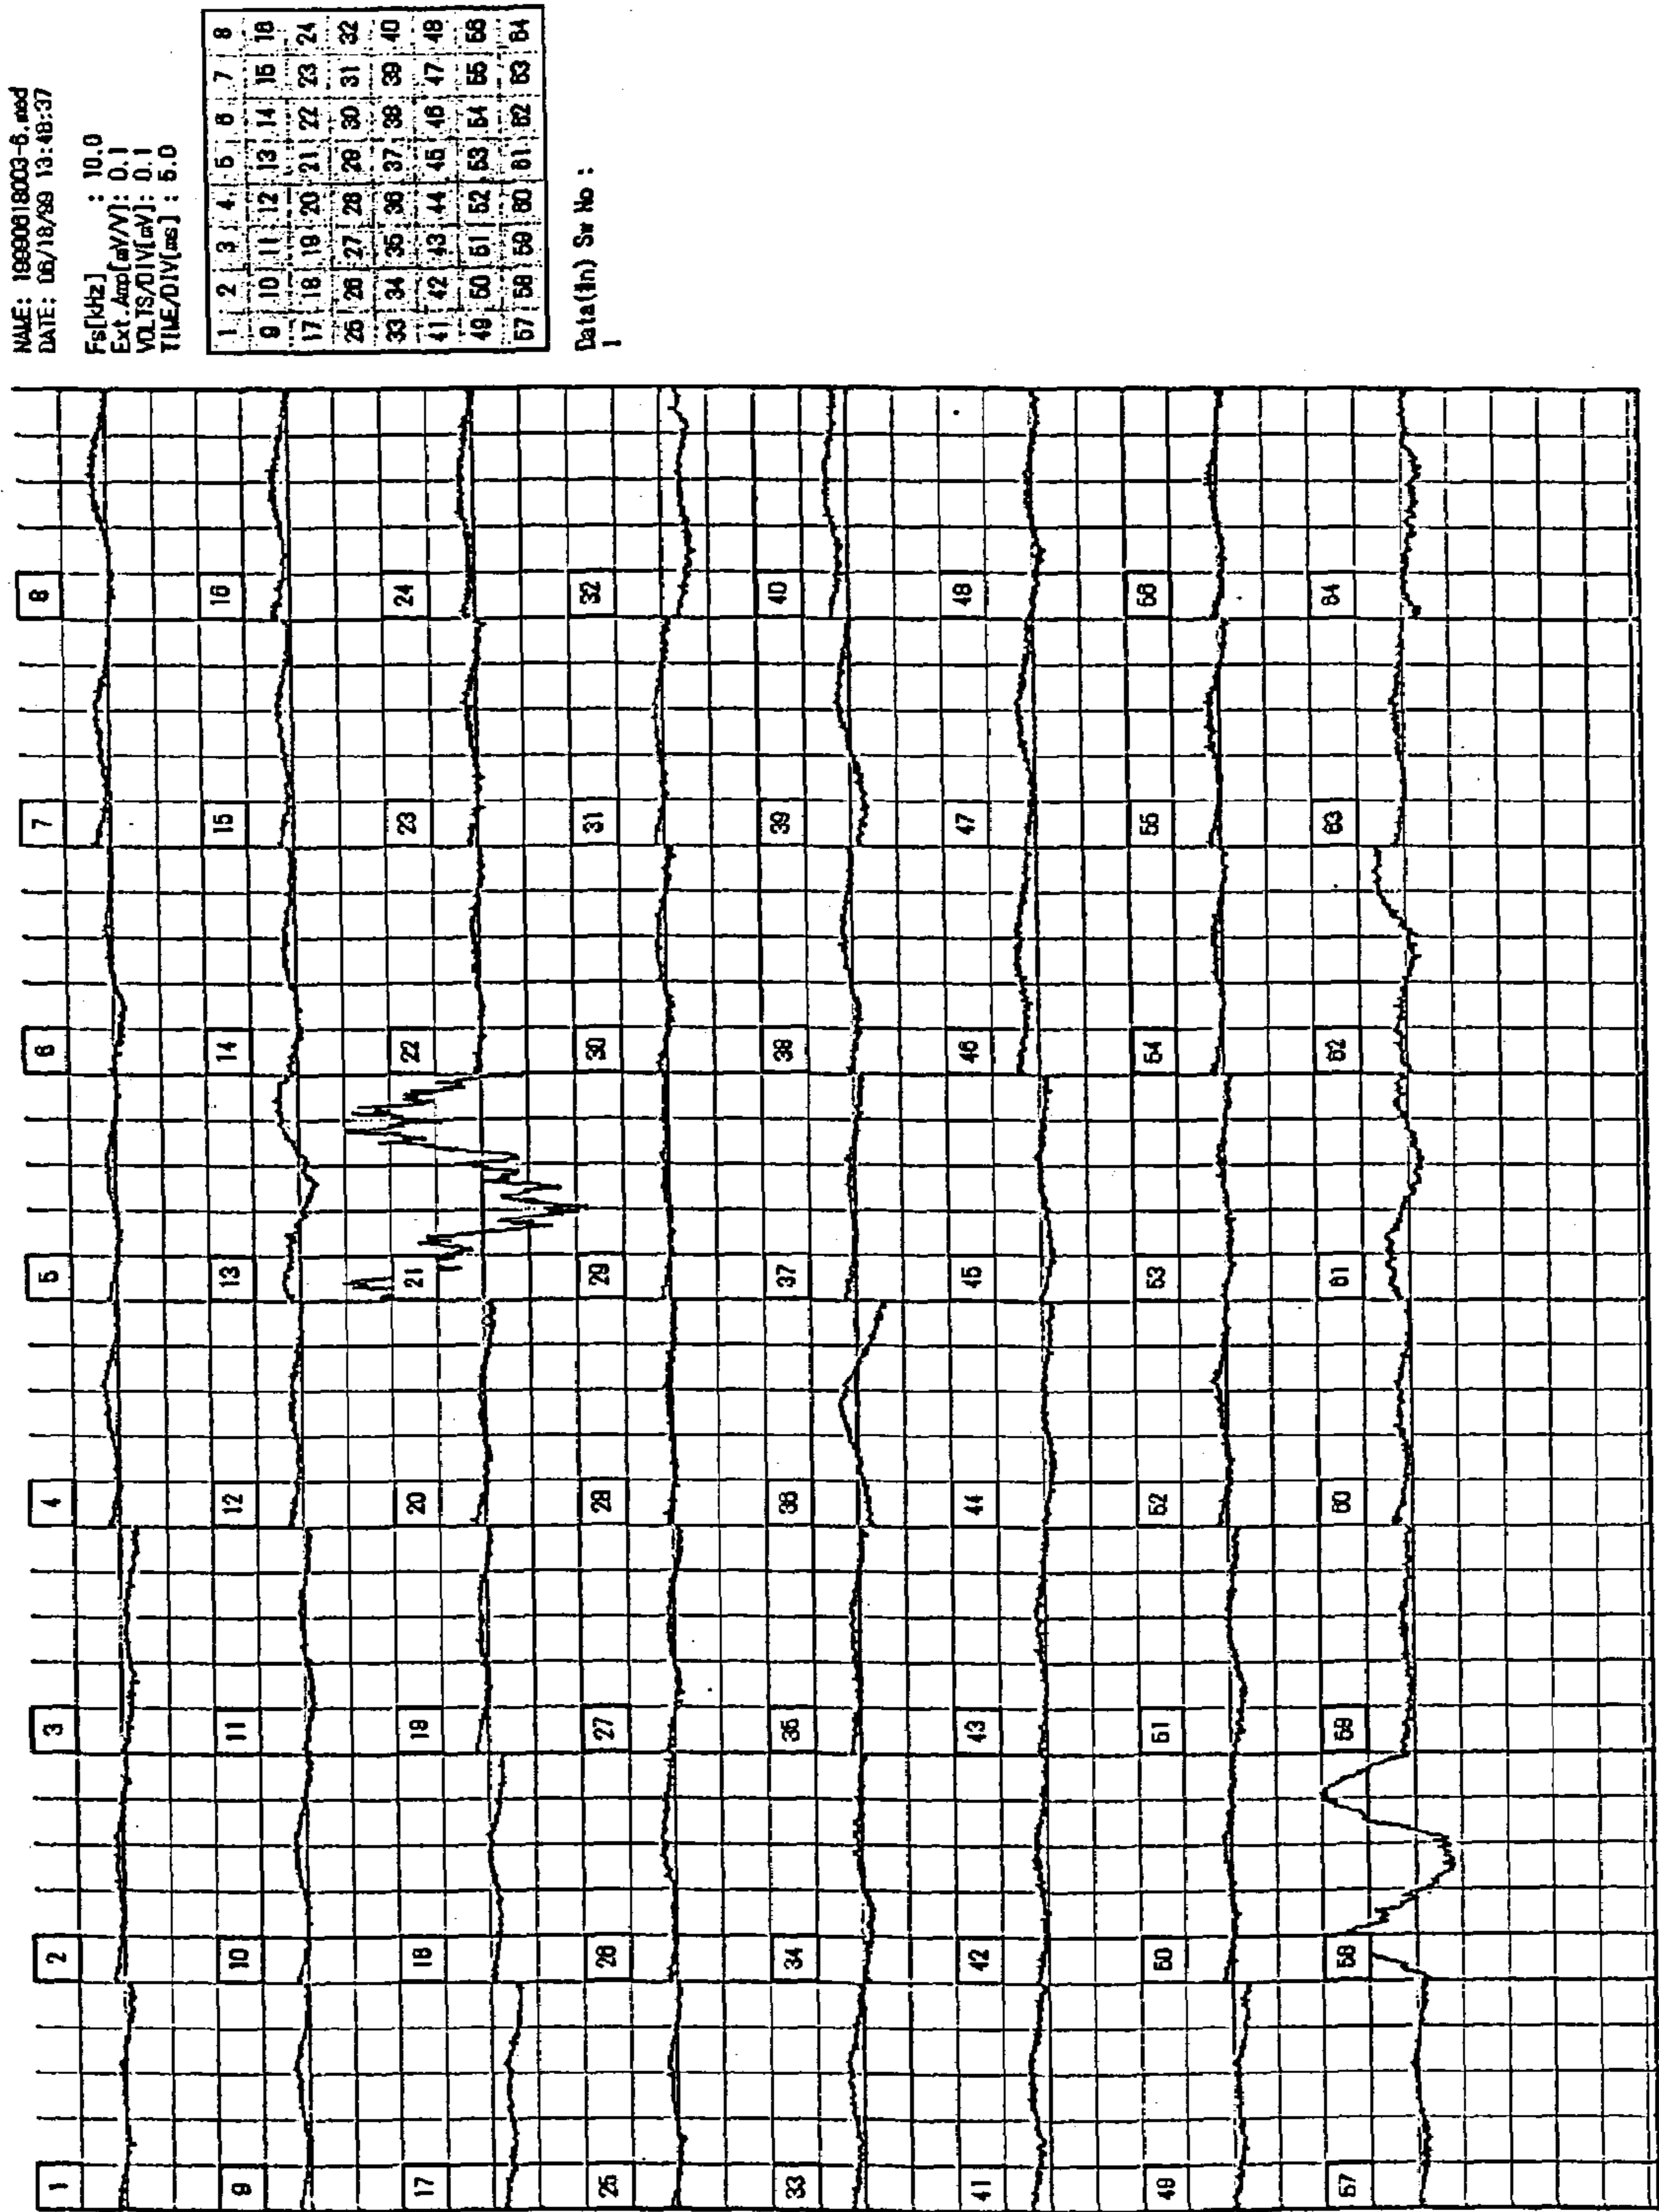 NAME: 19990618003-6.med
DATE: 06/18/99 13:48:37
Fs[kHz] : 10.0
Ext.Amp[mV/V]: 0.1
VOLTS/DIV[mV]: 0.1
TIME/DIV[ms] : 5.0
1 2 3 4 5 6 7 8
9 10 11 12 13 14 15 16
17 18 19 20 21 22 23 24
25 26 27 28 29 30 31 32
33 34 35 36 37 38 39 40
41 42 43 44 45 46 47 48
49 50 51 52 53 54 55 56
57 58 59 60 61 62 63 64
Data(#n) Sw No :
1
1 2 3 4 5 6 7 8
9 10 11 12 13 14 15 16
17 18 19 20 21 22 23 24
25 26 27 28 29 30 31 32
33 34 35 36 37 38 39 40
41 42 43 44 45 46 47 48
49 50 51 52 53 54 55 56
57 58 59 60 61 62 63 64